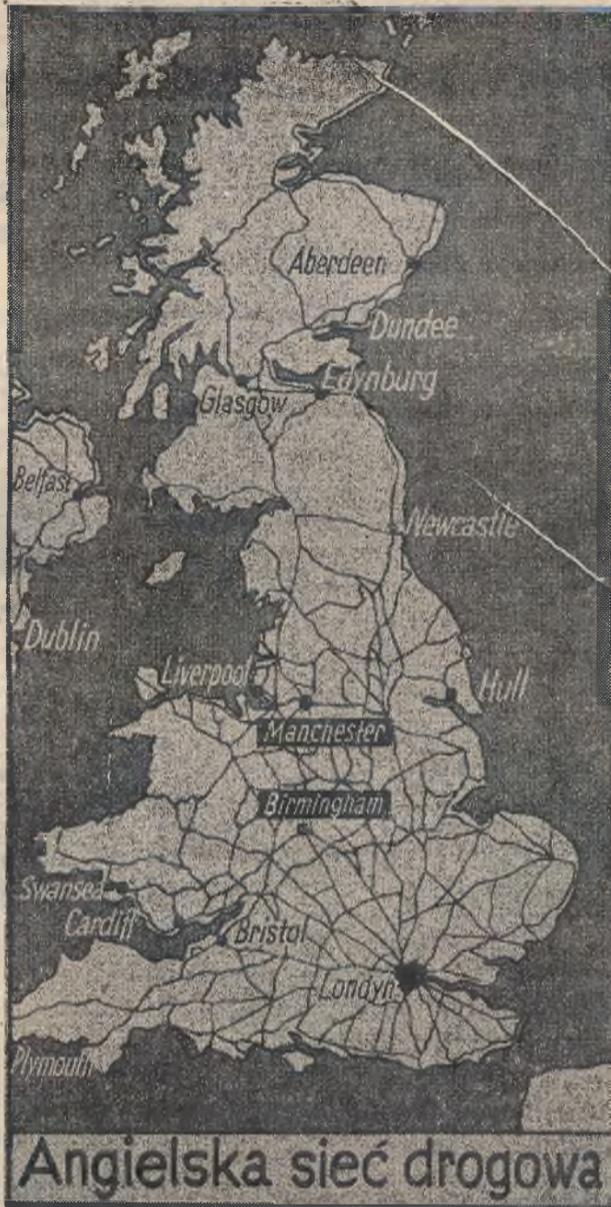 Aberdeen
Dundee
Edynburg
Glasgow
Belfast
Newcastle
Dublin
Liverpool
Hull
Manchester
Birmingham
Swansea
Cardiff
Bristol
Londyn
Plymouth
Angielska sieć drogowa